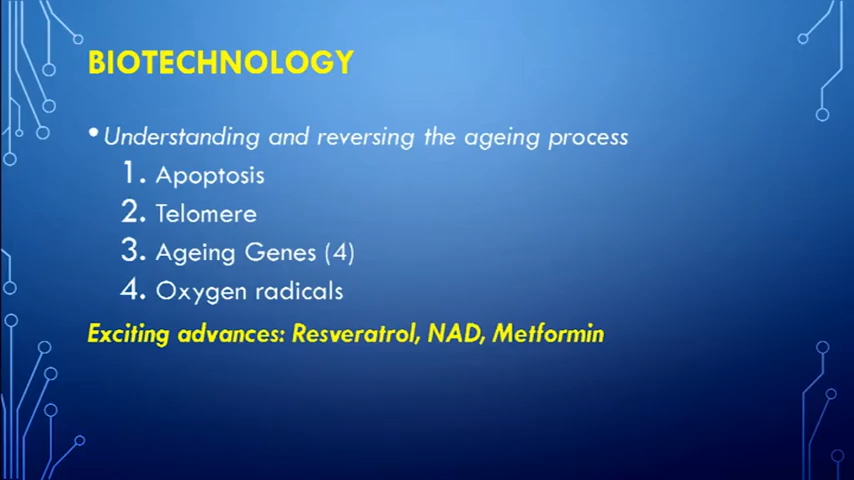 BIOTECHNOLOGY
• Understanding and reversing the ageing process
1. Apoptosis
2. Telomere
3. Ageing Genes (4)
4. Oxygen radicals
Exciting advances: Resveratrol, NAD, Metformin